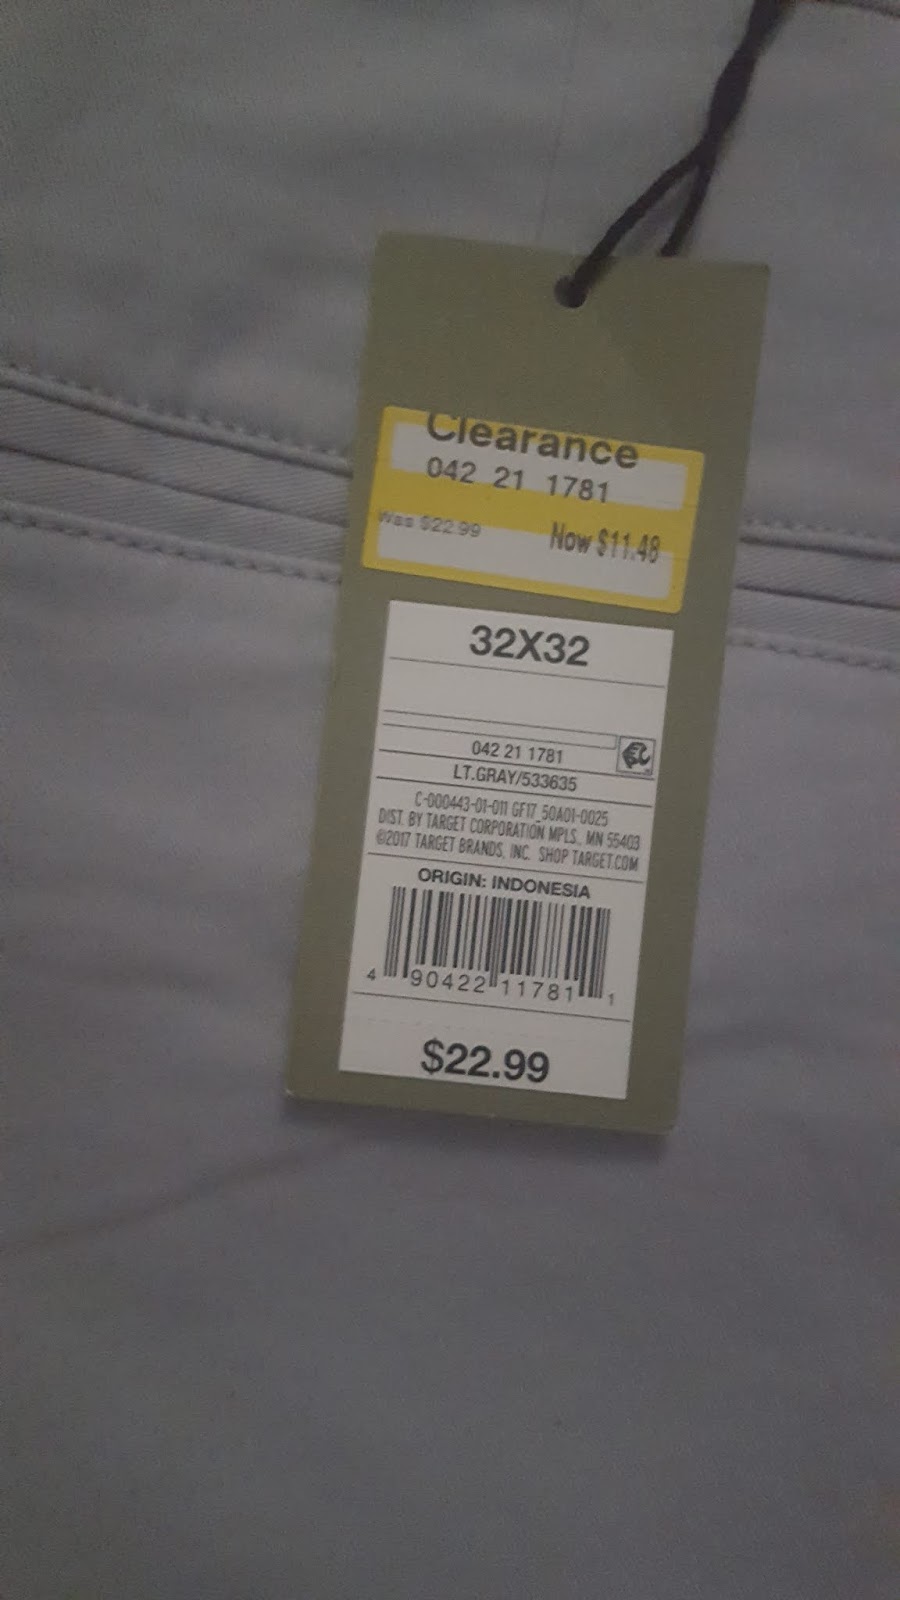 Clearance
042 21 1781
Was $22.99 Now $11.48
32X32
042 21 1781
LT.GRAY/533635
C-000443-01-011 GF17_50A01-0025
DIST. BY TARGET CORPORATION MPLS., MN 55403
©2017 TARGET BRANDS, INC. SHOP TARGET.COM
ORIGIN: INDONESIA
4 90422 11781 1
$22.99